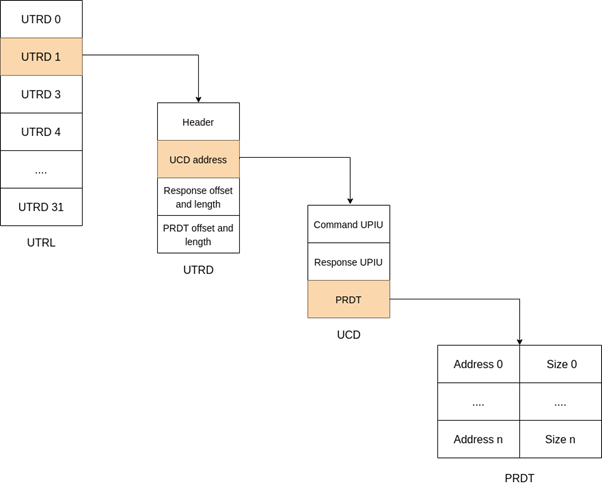 UTRD 0
UTRD 1
UTRD 3
UTRD 4
....
UTRD 31
UTRL
Header
UCD address
Response offset
and length
PRDT offset and
length
UTRD
Command UPIU
Response UPIU
PRDT
UCD
Address 0
Size 0
....
....
Address n
Size n
PRDT